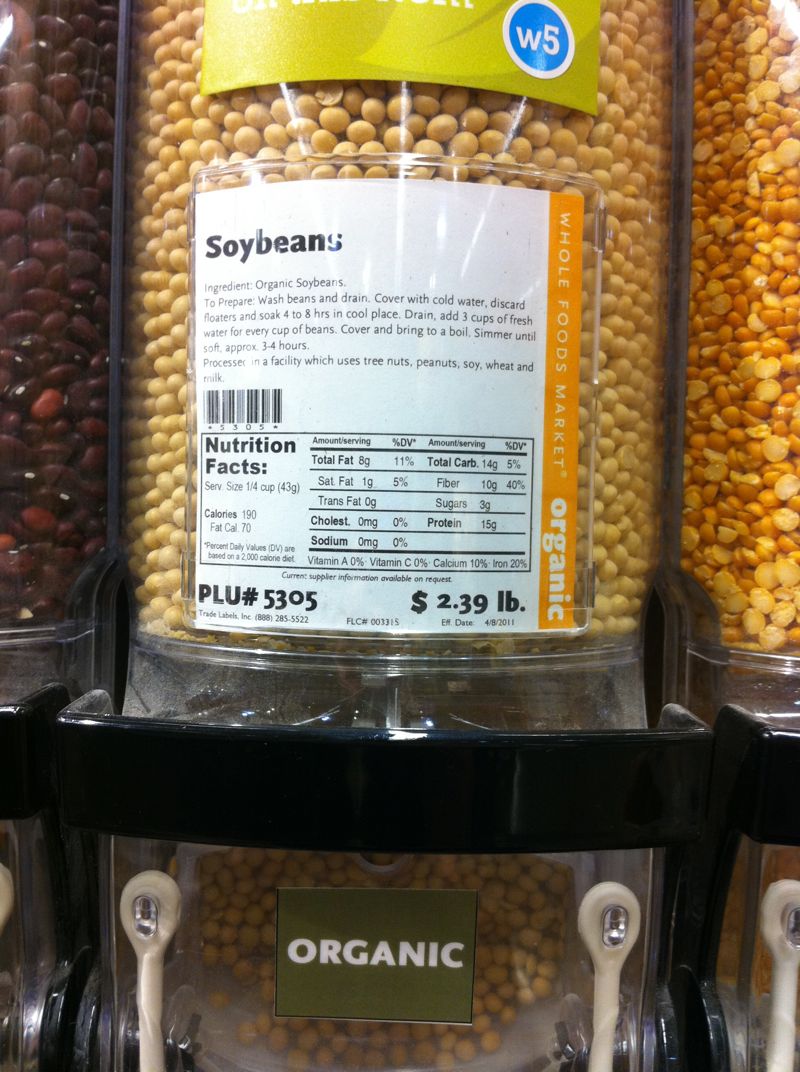 w5
Soybeans
Ingredient: Organic Soybeans.
To Prepare: Wash beans and drain. Cover with cold water, discard
floaters and soak 4 to 8 hrs in cool place. Drain, add 3 cups of fresh
water for every cup of beans. Cover and bring to a boil. Simmer until
soft, approx. 3-4 hours.
Processed in a facility which uses tree nuts, peanuts, soy, wheat and
milk.
*5305*
Nutrition
Facts:
Serv. Size 1/4 cup (43g)
Calories 190
Fat Cal. 70
*Percent Daily Values (DV) are
based on a 2,000 calorie diet.
Amount/serving %DV* Amount/serving %DV*
Total Fat 8g 11% Total Carb. 14g 5%
Sat. Fat 1g 5% Fiber 10g 40%
Trans Fat 0g Sugars 3g
Cholest. 0mg 0% Protein 15g
Sodium 0mg 0%
Vitamin A 0% · Vitamin C 0% · Calcium 10% · Iron 20%
Current supplier information available on request.
PLU# 5305 $ 2.39 lb.
Trade Labels, Inc. (888) 285-5522 FLC# 00331S Eff. Date: 4/8/2011
WHOLE FOODS MARKET® organic
ORGANIC